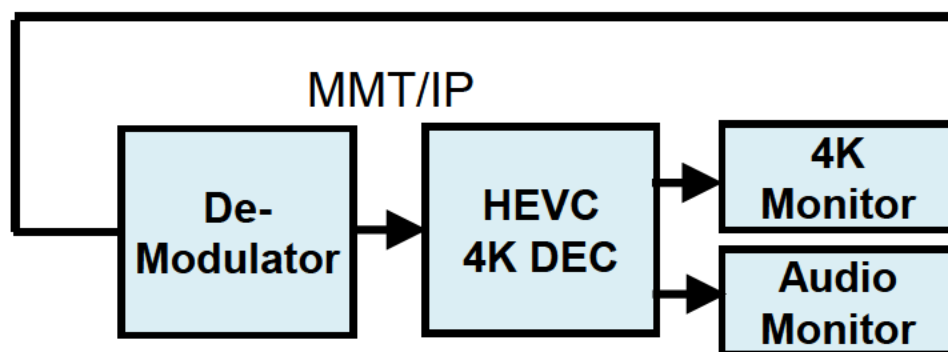 MMT/IP
De-
Modulator
HEVC
4K DEC
4K
Monitor
Audio
Monitor